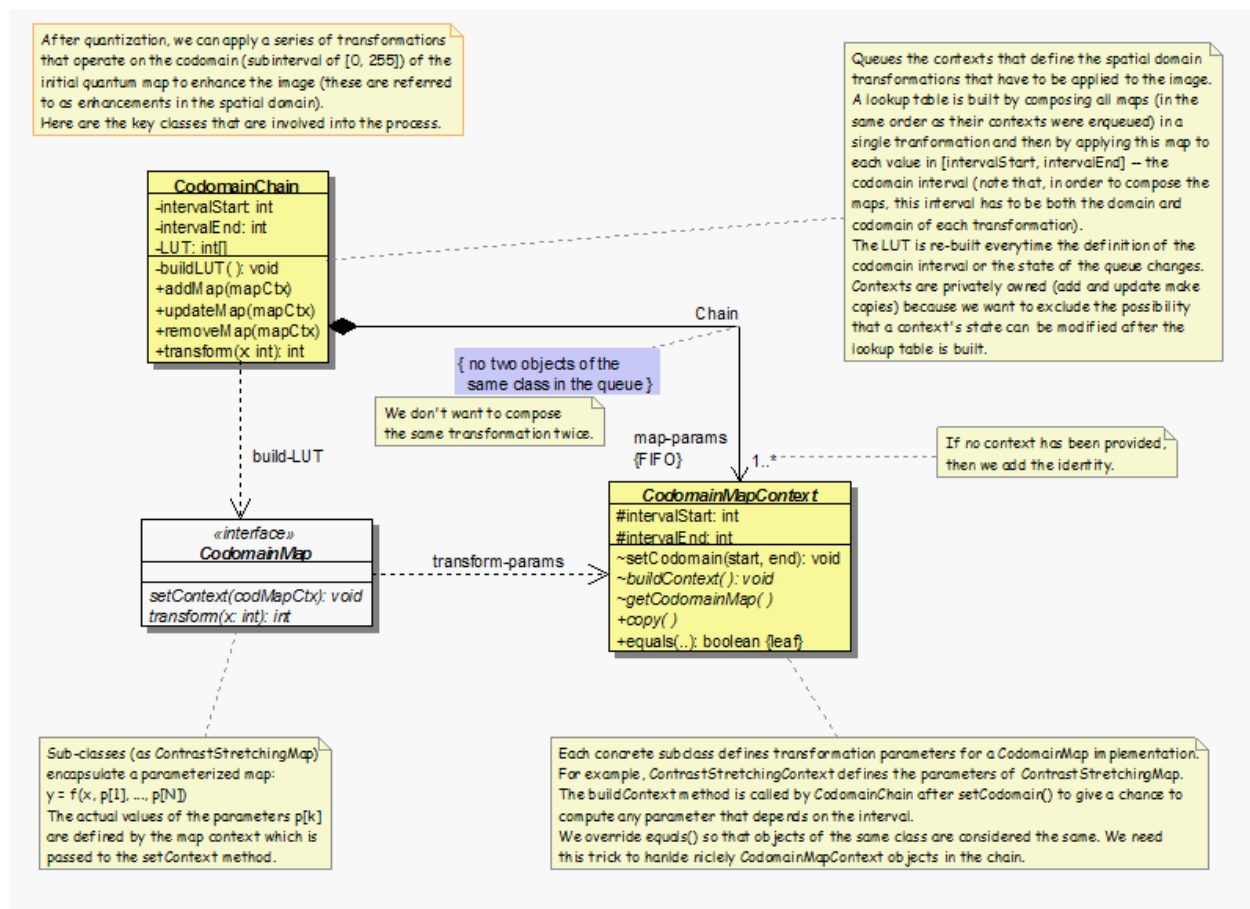 After quantization, we can apply a series of transformations
that operate on the codomain (subinterval of [0, 255]) of the
initial quantum map to enhance the image (these are referred
to as enhancements in the spatial domain).
Here are the key classes that are involved into the process.
Queues the contexts that define the spatial domain
transformations that have to be applied to the image.
A lookup table is built by composing all maps (in the
same order as their contexts were enqueued) in a
single tranformation and then by applying this map to
each value in [intervalStart, intervalEnd] -- the
codomain interval (note that, in order to compose the
maps, this interval has to be both the domain and
codomain of each transformation).
The LUT is re-built everytime the definition of the
codomain interval or the state of the queue changes.
Contexts are privately owned (add and update make
copies) because we want to exclude the possibility
that a context's state can be modified after the
lookup table is built.
CodomainChain
-intervalStart: int
-intervalEnd: int
-LUT: int[]
-buildLUT( ): void
+addMap(mapCtx)
+updateMap(mapCtx)
+removeMap(mapCtx)
+transform(x: int): int
Chain
{ no two objects of the
same class in the queue }
We don't want to compose
the same transformation twice.
map-params
{FIFO}
1..*
If no context has been provided,
then we add the identity.
build-LUT
«interface»
CodomainMap
setContext(codMapCtx): void
transform(x: int): int
transform-params
CodomainMapContext
#intervalStart: int
#intervalEnd: int
~setCodomain(start, end): void
~buildContext( ): void
~getCodomainMap( )
+copy( )
+equals(..): boolean {leaf}
Sub-classes (as ContrastStretchingMap)
encapsulate a parameterized map:
y = f(x, p[1], ..., p[N])
The actual values of the parameters p[k]
are defined by the map context which is
passed to the setContext method.
Each concrete subclass defines transformation parameters for a CodomainMap implementation.
For example, ContrastStretchingContext defines the parameters of ContrastStretchingMap.
The buildContext method is called by CodomainChain after setCodomain() to give a chance to
compute any parameter that depends on the interval.
We override equals() so that objects of the same class are considered the same. We need
this trick to hanlde niclely CodomainMapContext objects in the chain.